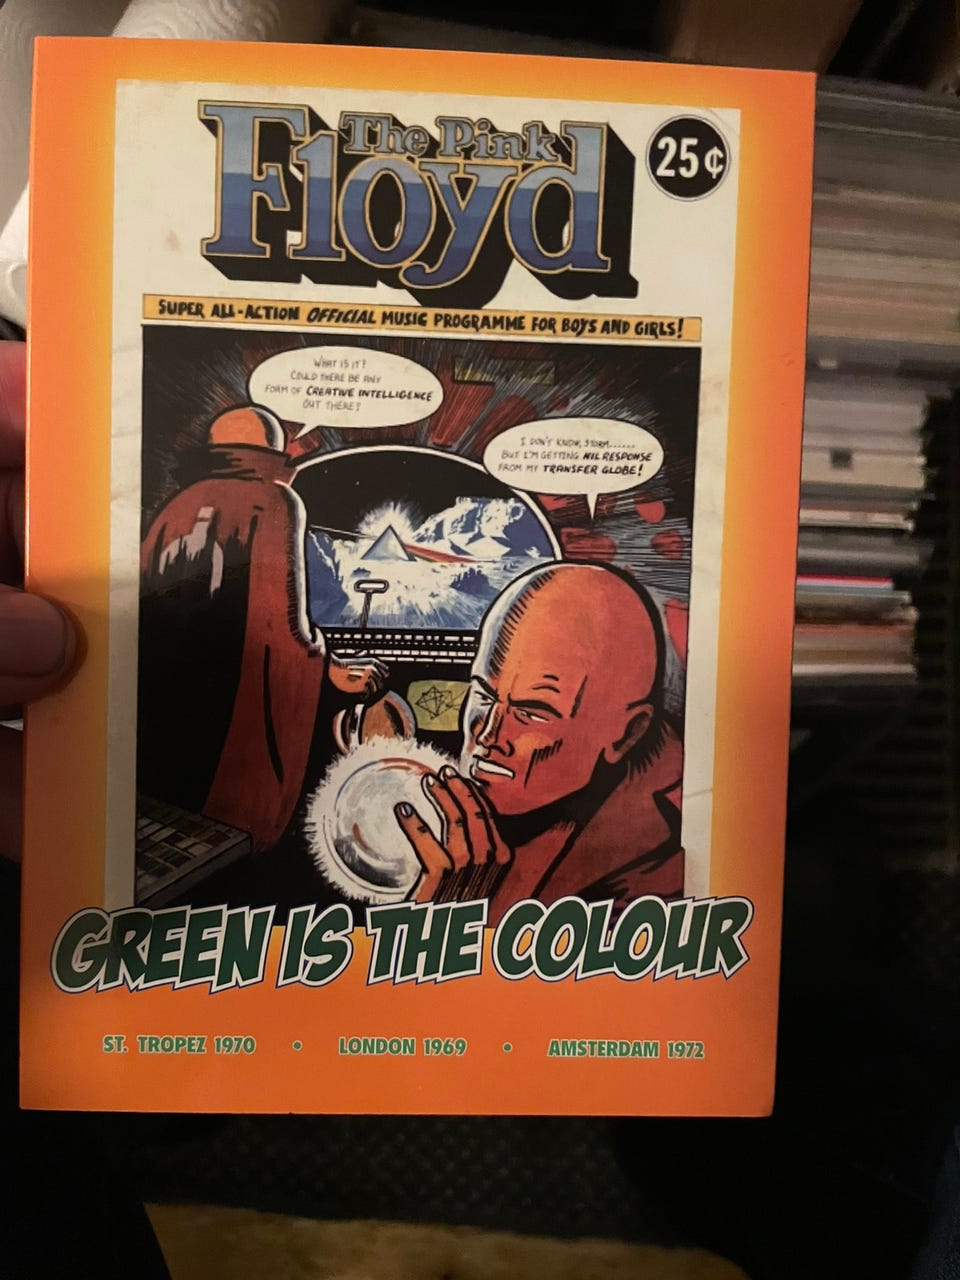 The Pink
Floyd
25¢
SUPER ALL-ACTION OFFICIAL MUSIC PROGRAMME FOR BOYS AND GIRLS!
WHAT IS IT?
COULD THERE BE ANY
FORM OF CREATIVE INTELLIGENCE
OUT THERE?
I DON'T KNOW, STORM......
BUT I'M GETTING NIL RESPONSE
FROM MY TRANSFER GLOBE!
GREEN IS THE COLOUR
ST. TROPEZ 1970 • LONDON 1969 • AMSTERDAM 1972